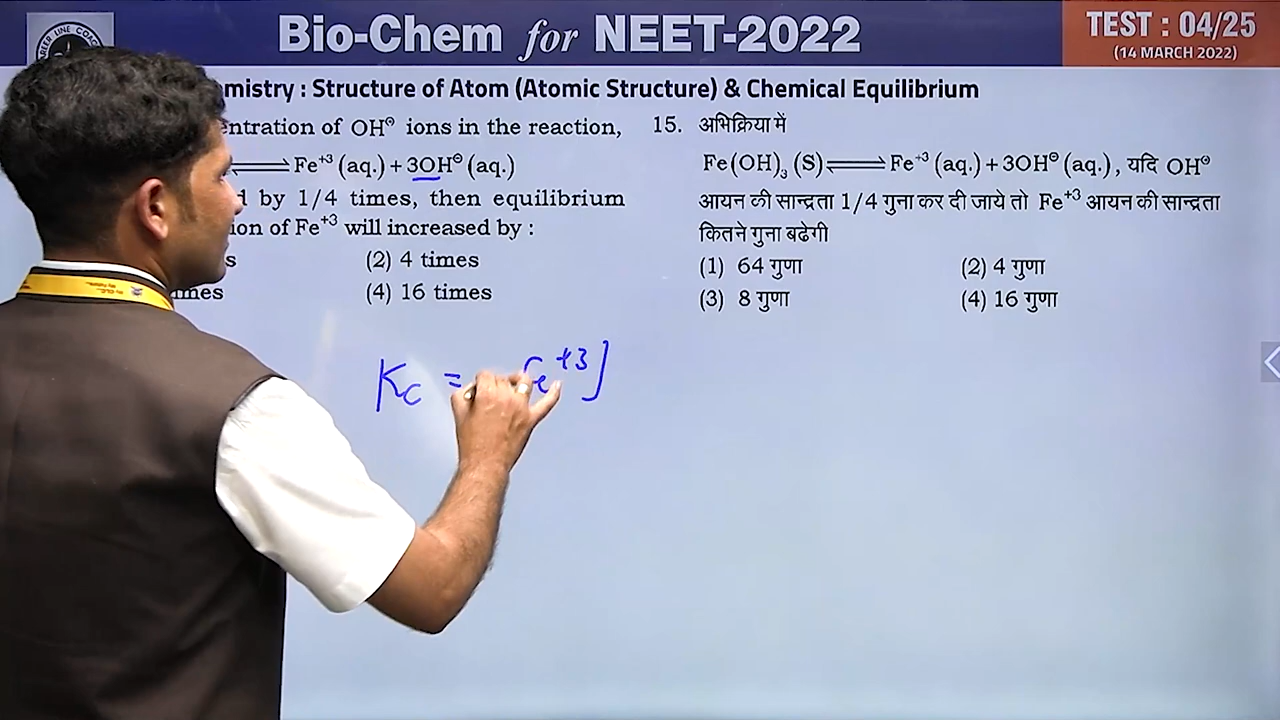 Bio-Chem for NEET-2022
TEST : 04/25
(14 MARCH 2022)
: Structure of Atom (Atomic Structure) & Chemical Equilibrium
of OH⊖ ions in the reaction,
⇌ Fe⁺³ (aq.) + 3OH⊖ (aq.)
by 1/4 times, then equilibrium
of Fe⁺³ will increased by :
(2) 4 times
(4) 16 times
15. अभिक्रिया में
Fe(OH)₃ (S) ⇌ Fe⁺³ (aq.) + 3OH⊖ (aq.), यदि OH⊖
आयन की सान्द्रता 1/4 गुना कर दी जाये तो Fe⁺³ आयन की सान्द्रता
कितने गुना बढेगी
(1) 64 गुणा (2) 4 गुणा
(3) 8 गुणा (4) 16 गुणा
Kc = Fe⁺³]